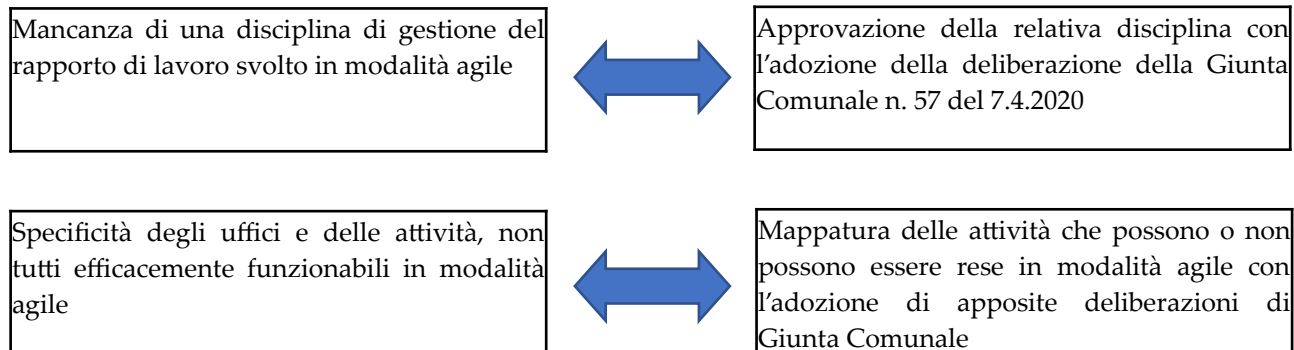 Mancanza di una disciplina di gestione del
rapporto di lavoro svolto in modalità agile
Approvazione della relativa disciplina con
l'adozione della deliberazione della Giunta
Comunale n. 57 del 7.4.2020
Specificità degli uffici e delle attività, non
tutti efficacemente funzionabili in modalità
agile
Mappatura delle attività che possono o non
possono essere rese in modalità agile con
l'adozione di apposite deliberazioni di
Giunta Comunale